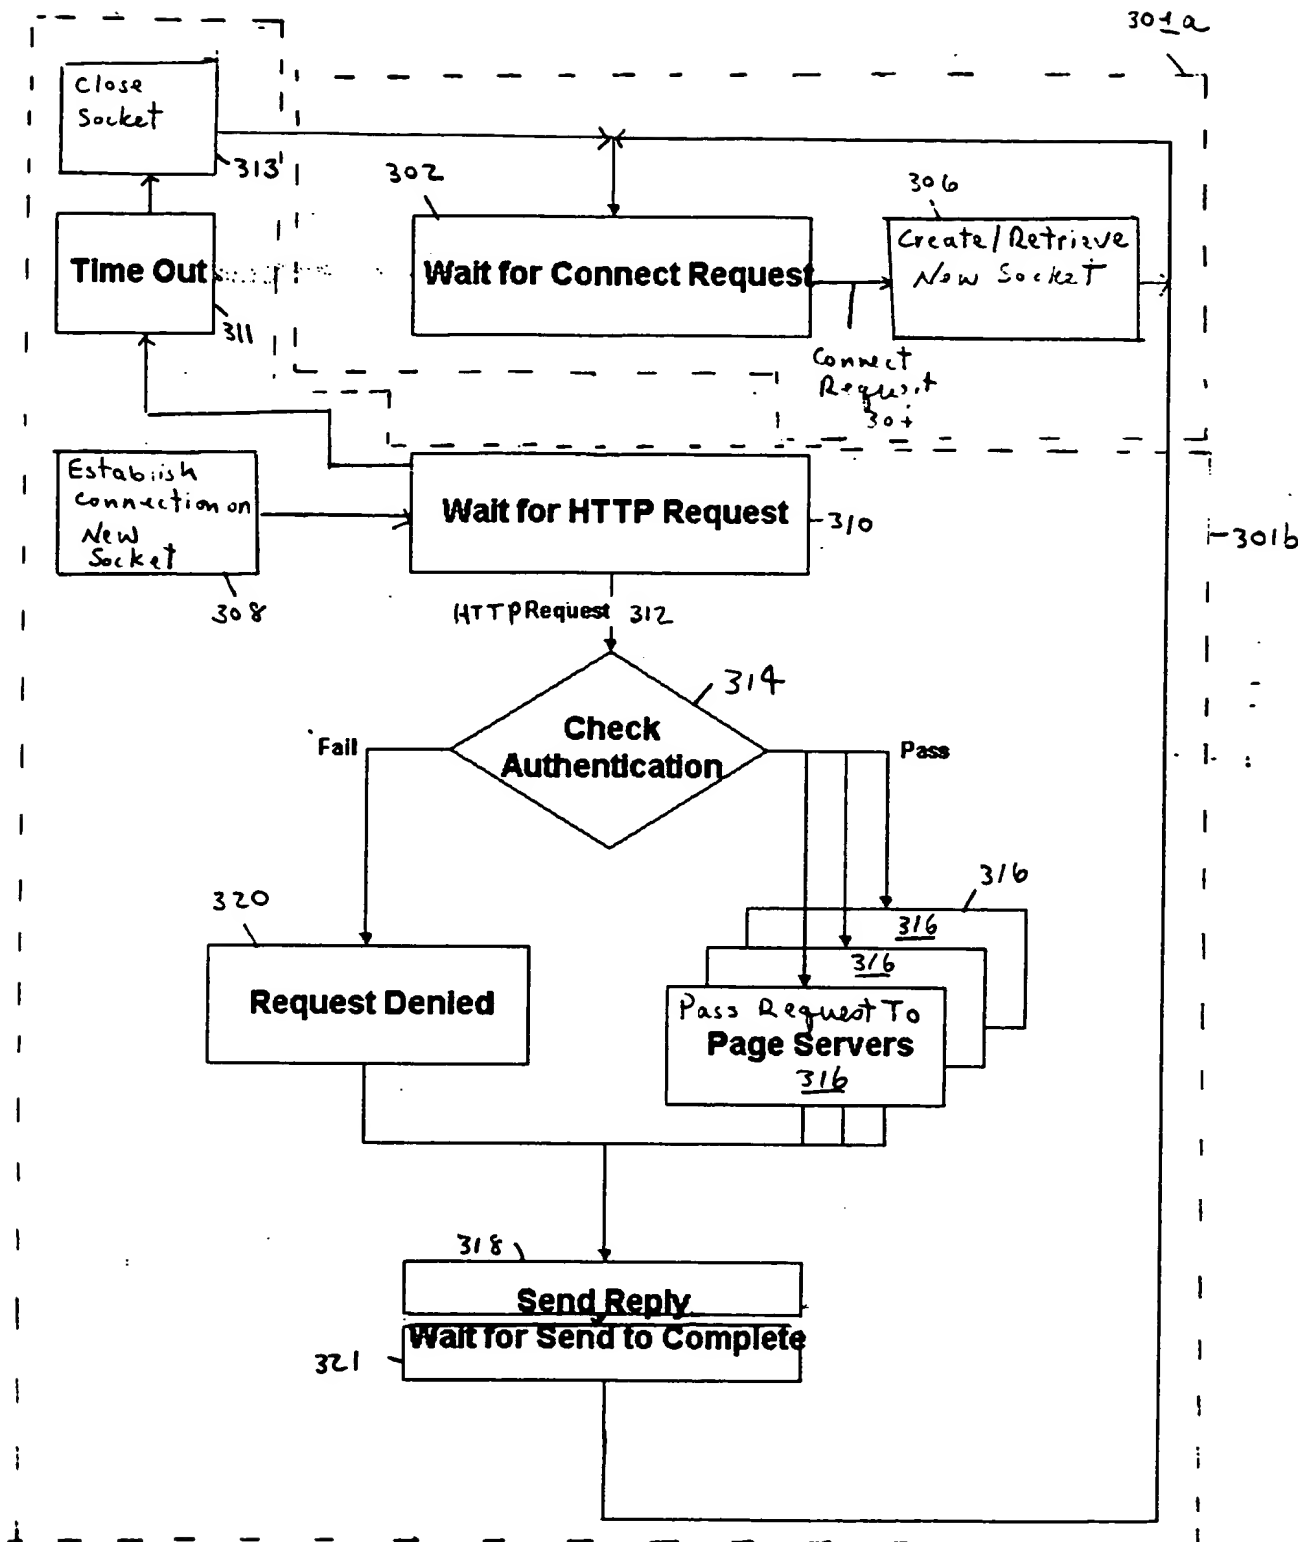 301a
Close
Socket
313
302
306
Time Out
311
Wait for Connect Request
Create/Retrieve
New Socket
Connect
Request
304
Establish
connection on
New
Socket
308
Wait for HTTP Request
310
301b
HTTP Request 312
314
Check
Authentication
Fail
Pass
316
320
316
316
Request Denied
Pass Request To
Page Servers
316
318
Send Reply
Wait for Send to Complete
321